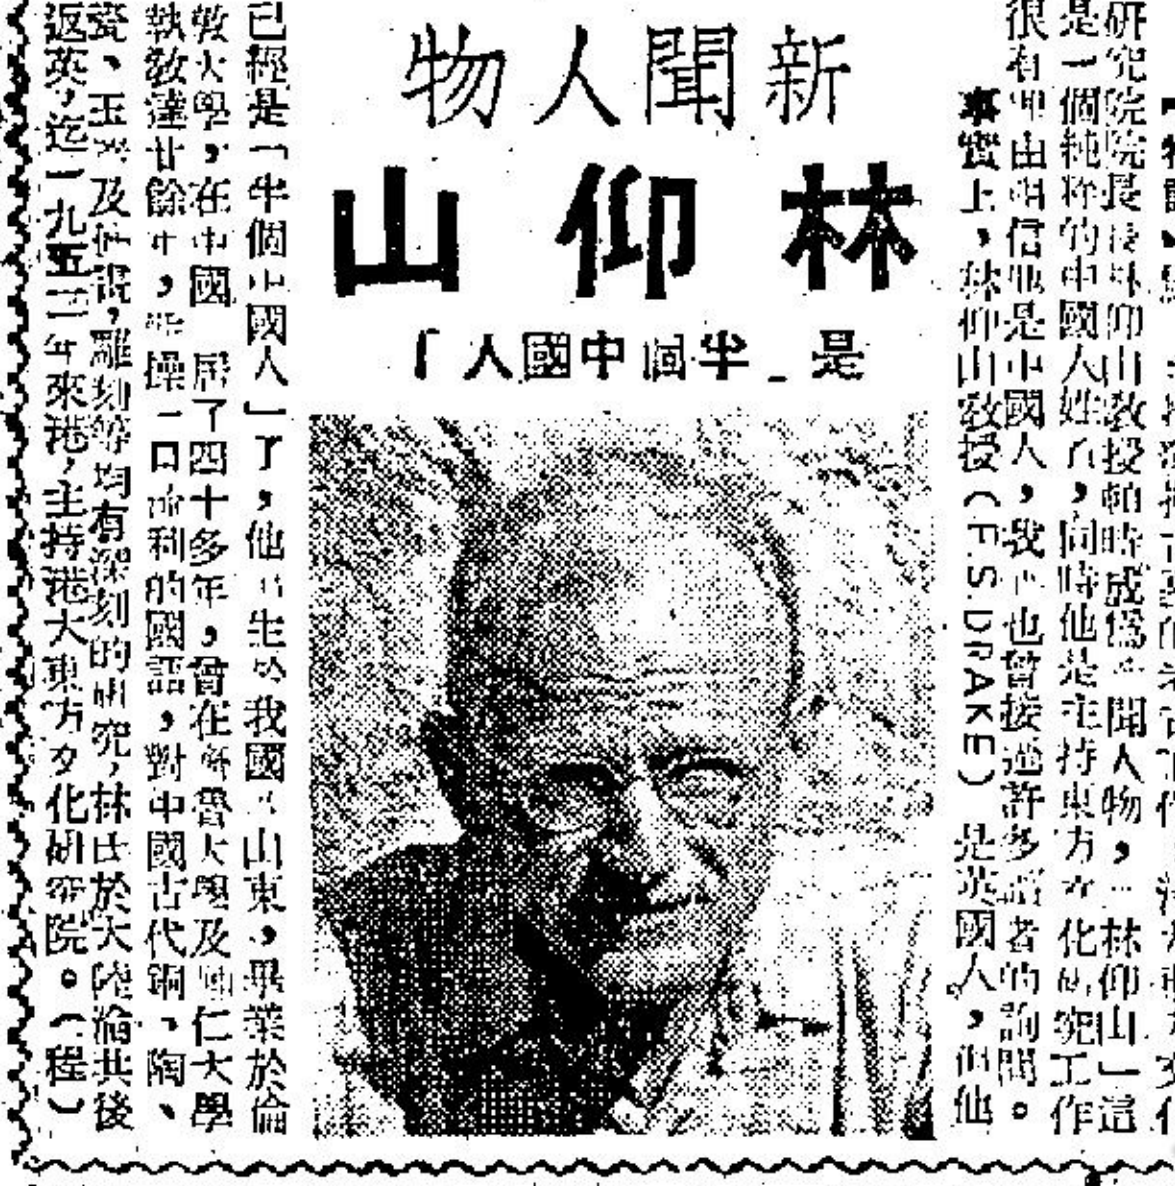 新聞人物
林仰山
是「半個中國人」
研究院院長後林仰山教授頓時成為聞人物，「林仰山」這
是一個純粹的中國人姓名，同時他是主持東方文化研究工作
很有理由相信他是中國人，我們也曾接過許多讀者的詢問。
事實上，林仰山教授（F.S.DRAKE）是英國人，但他
已經是「半個中國人」了，他出生於我國山東，畢業於倫
敦大學，在中國居了四十多年，曾在齊魯大學及輔仁大學
執教達廿餘年，能操一口流利的國語，對中國古代銅、陶、
瓷、玉器及畫，雕刻等均有深刻的研究，林氏於大陸淪共後
返英，迄一九五二年來港，主持港大東方文化研究院。（程）